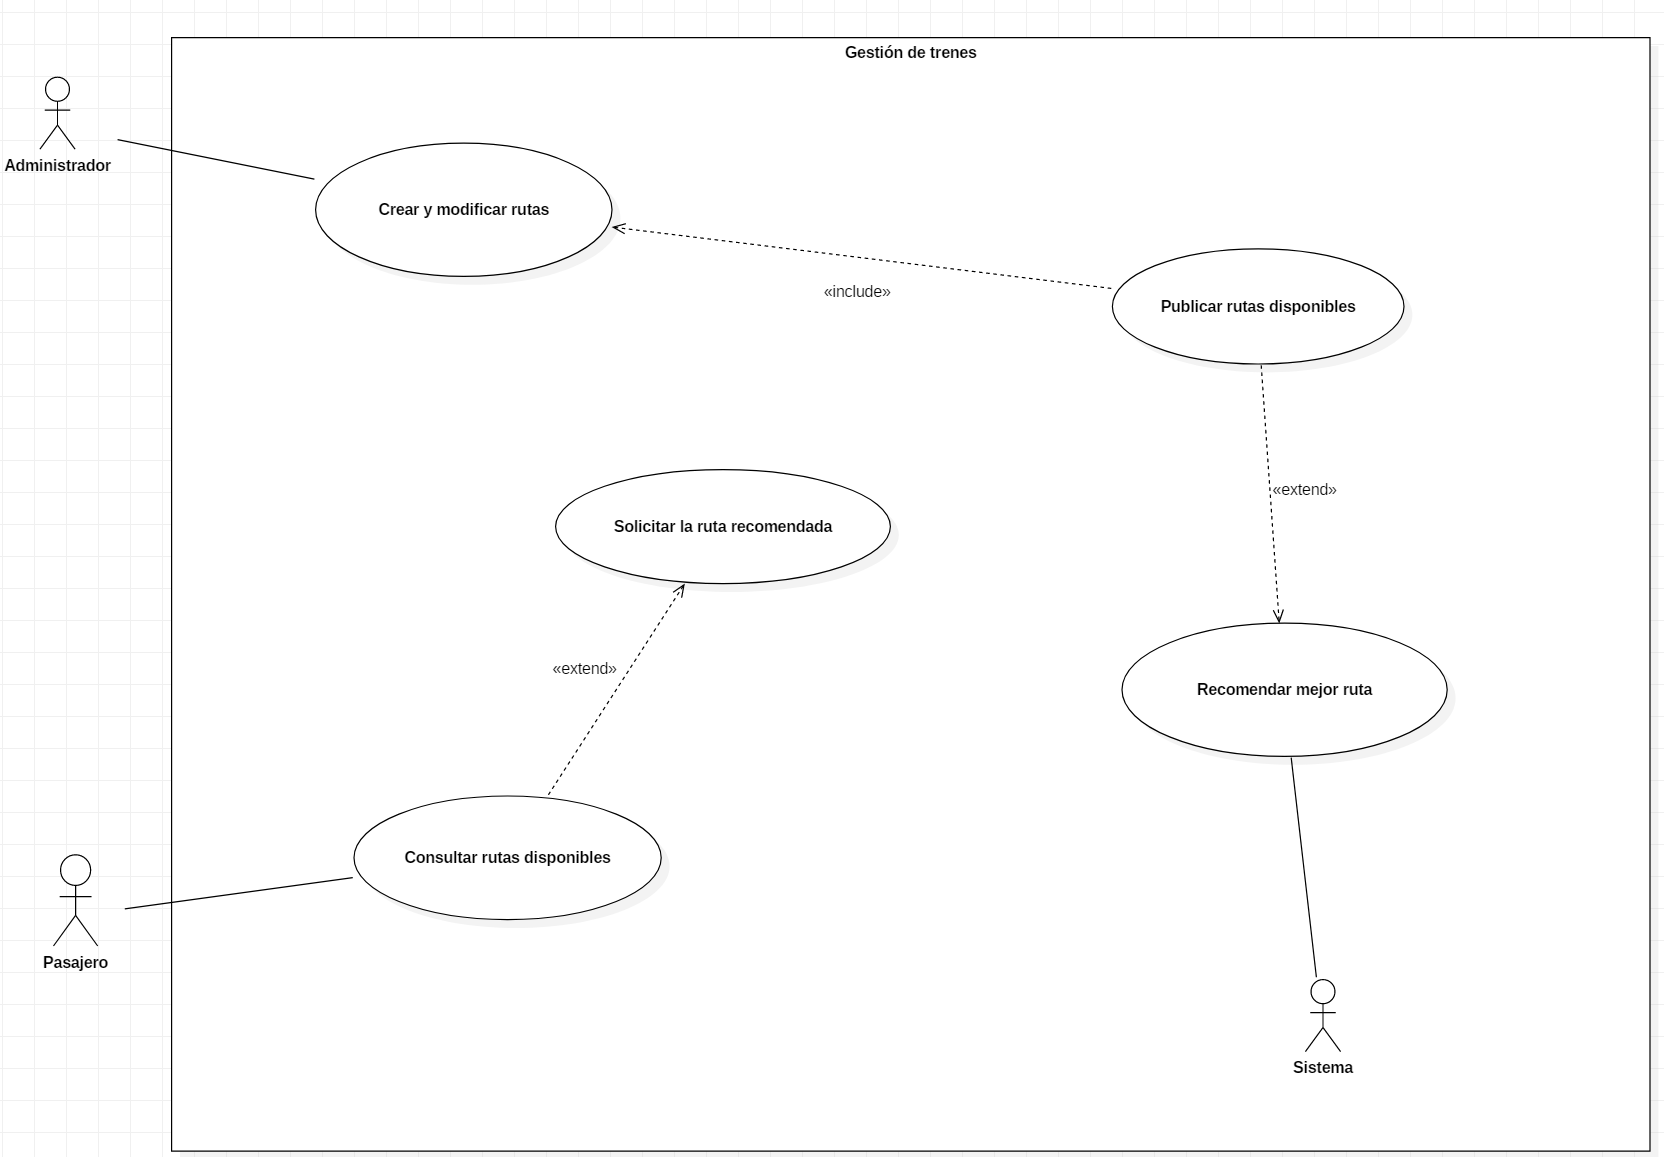 Gestión de trenes
Administrador
Crear y modificar rutas
«include»
Publicar rutas disponibles
«extend»
Solicitar la ruta recomendada
«extend»
Recomendar mejor ruta
Consultar rutas disponibles
Pasajero
Sistema